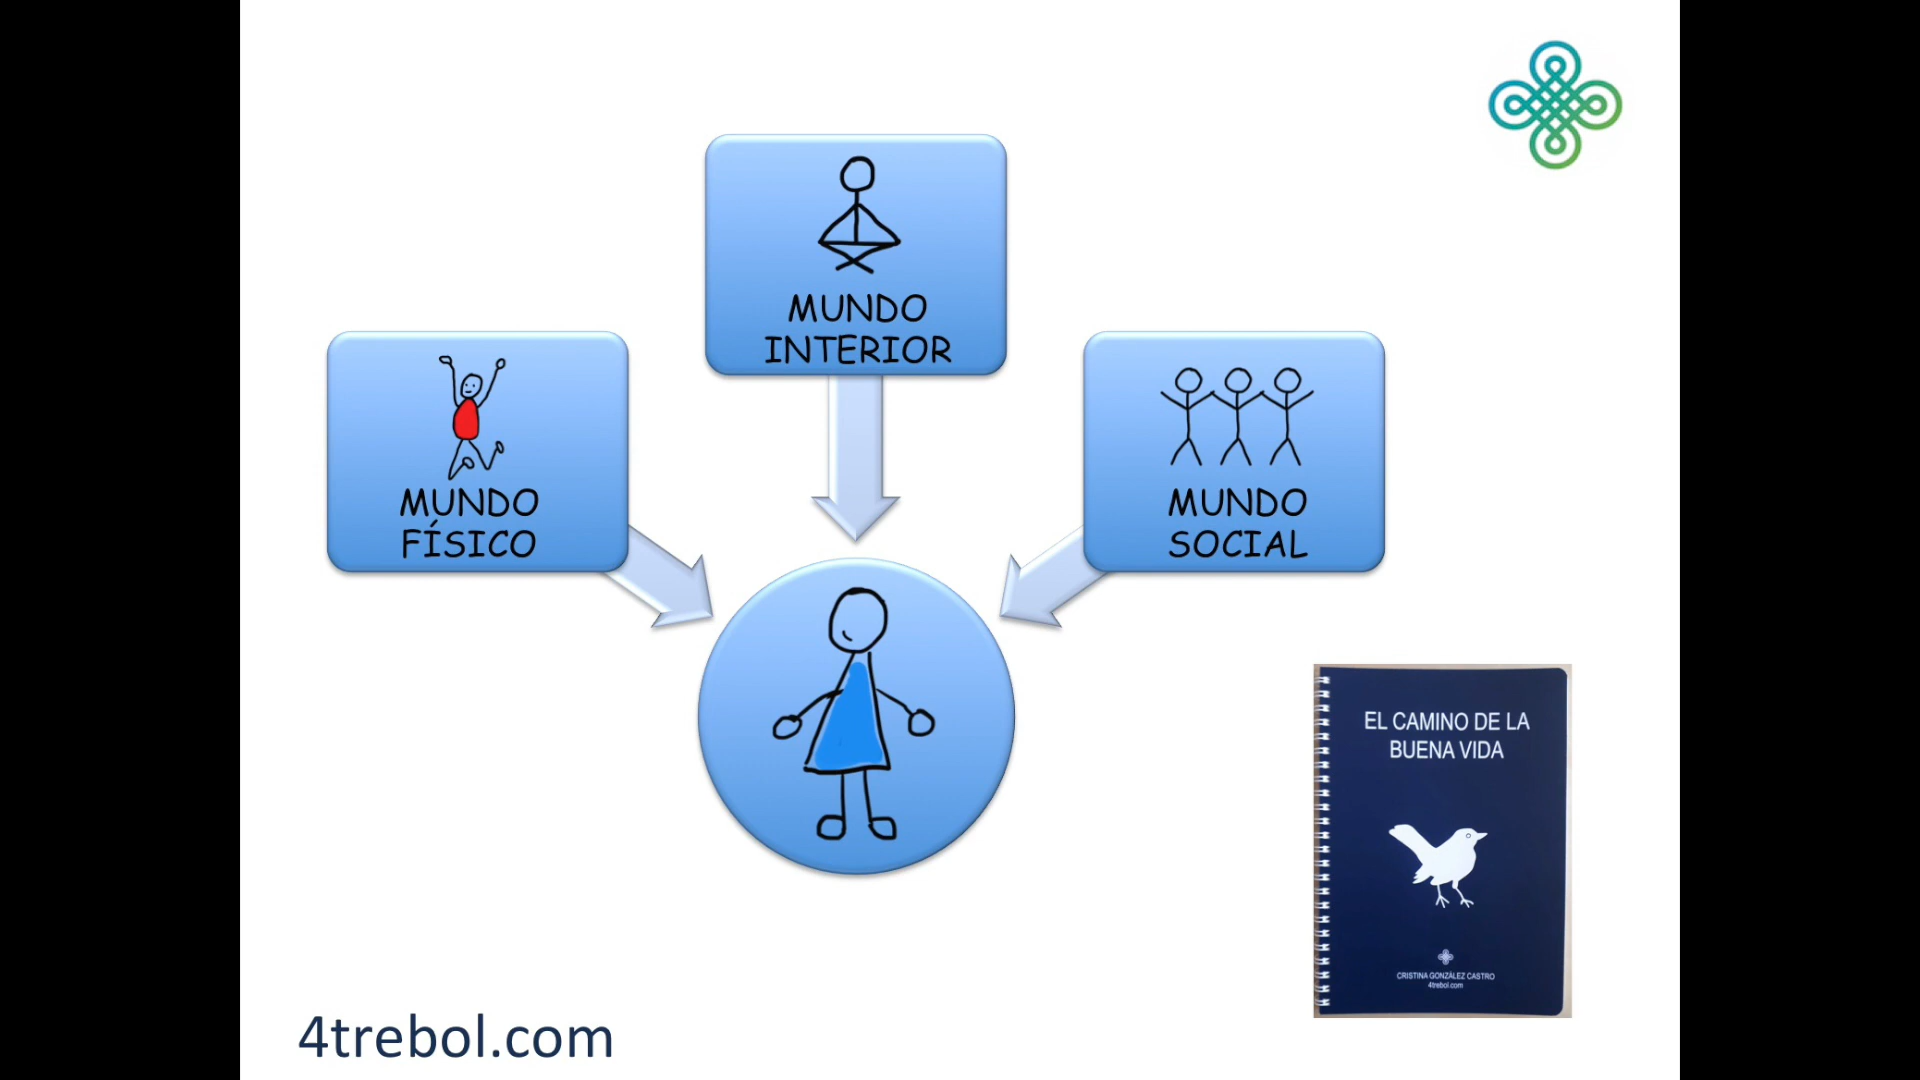 MUNDO
INTERIOR
MUNDO
FÍSICO
MUNDO
SOCIAL
EL CAMINO DE LA
BUENA VIDA
CRISTINA GONZÁLEZ CASTRO
4trebol.com
4trebol.com